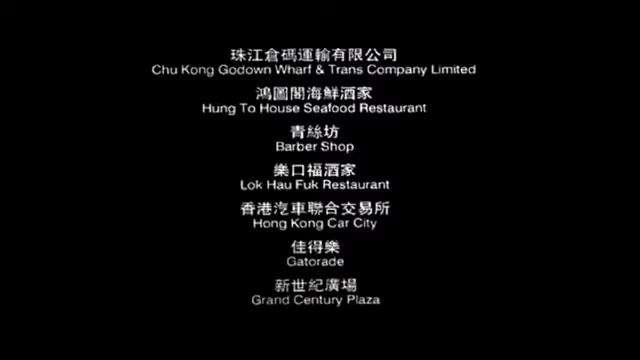 珠江倉碼運輸有限公司
Chu Kong Godown Wharf & Trans Company Limited
鴻圖閣海鮮酒家
Hung To House Seafood Restaurant
青絲坊
Barber Shop
樂口福酒家
Lok Hau Fuk Restaurant
香港汽車聯合交易所
Hong Kong Car City
佳得樂
Gatorade
新世紀廣場
Grand Century Plaza